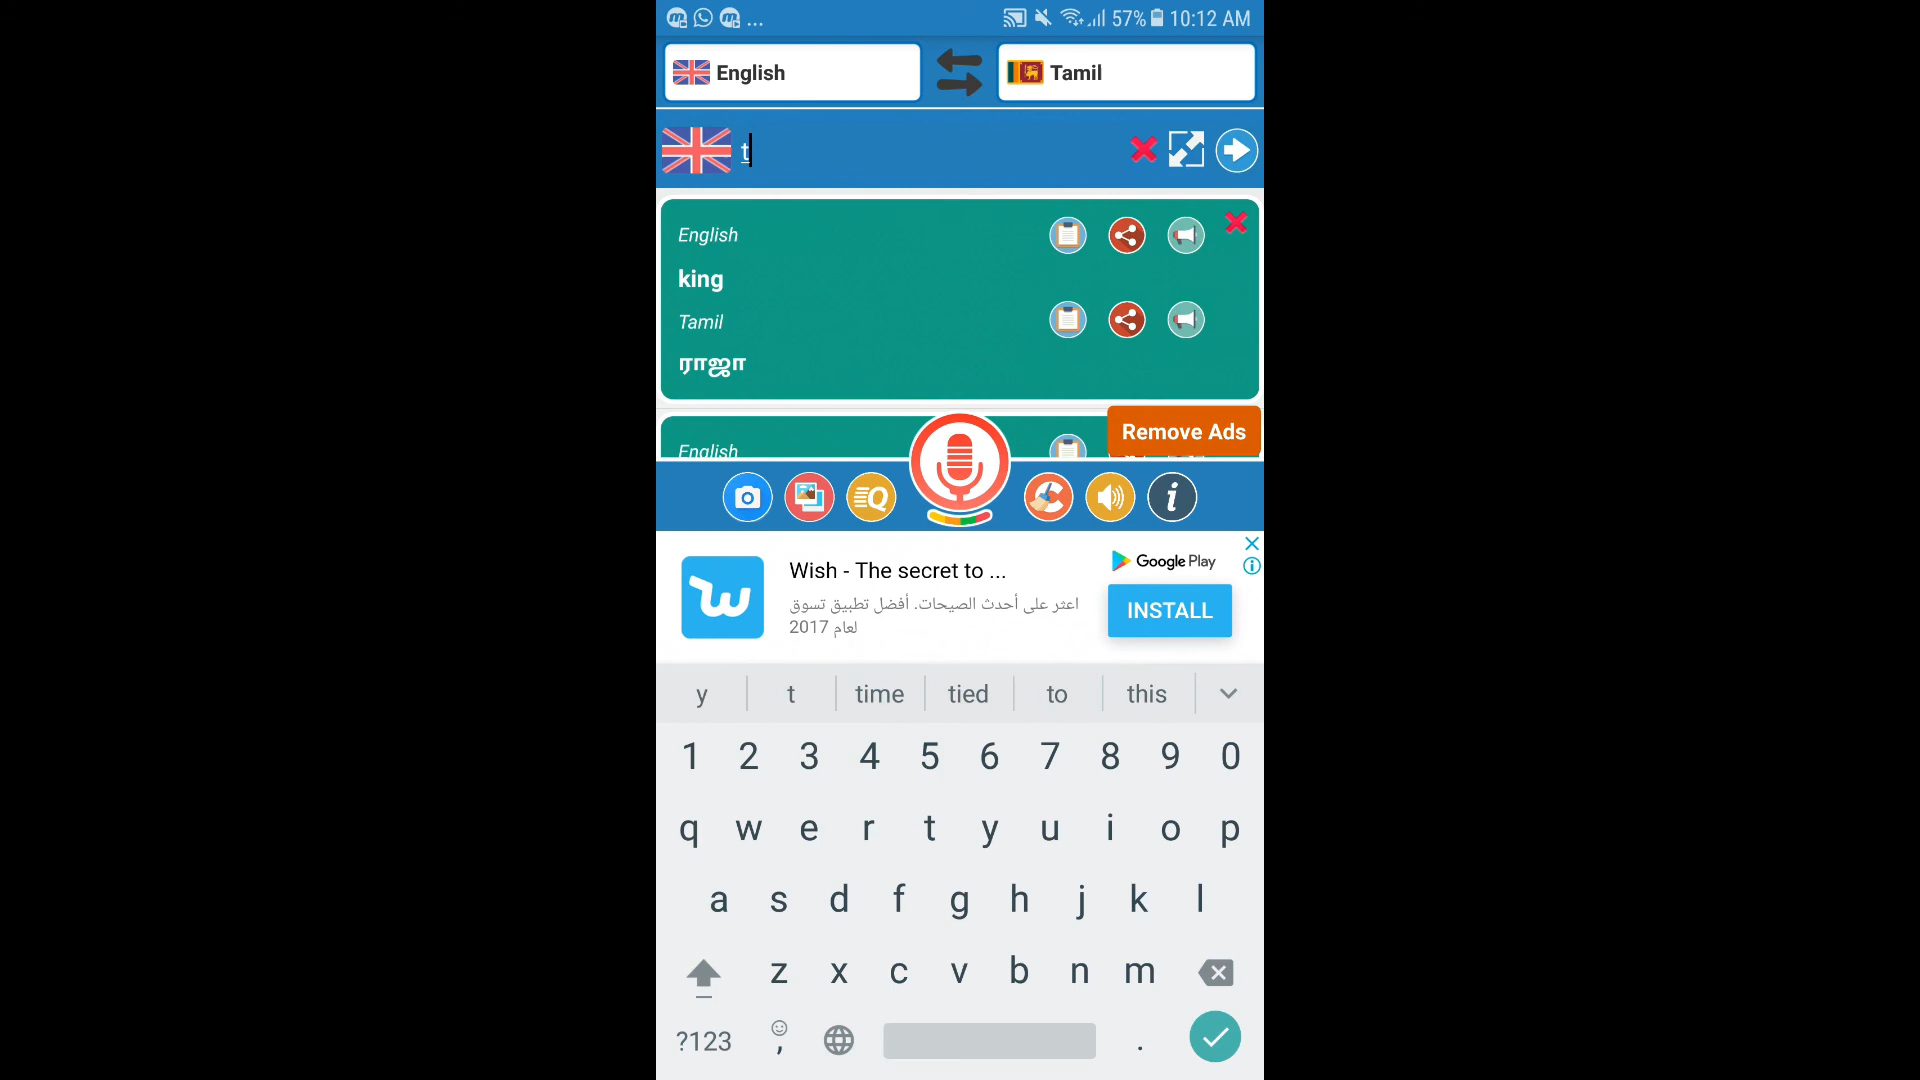 ... 57% 10:12 AM
English Tamil
t
English
king
Tamil
ராஜா
English
Remove Ads
Wish - The secret to ...
اعثر على أحدث الصيحات. أفضل تطبيق تسوق
لعام 2017
Google Play
INSTALL
y t time tied to this
1 2 3 4 5 6 7 8 9 0
q w e r t y u i o p
a s d f g h j k l
z x c v b n m
?123 , .